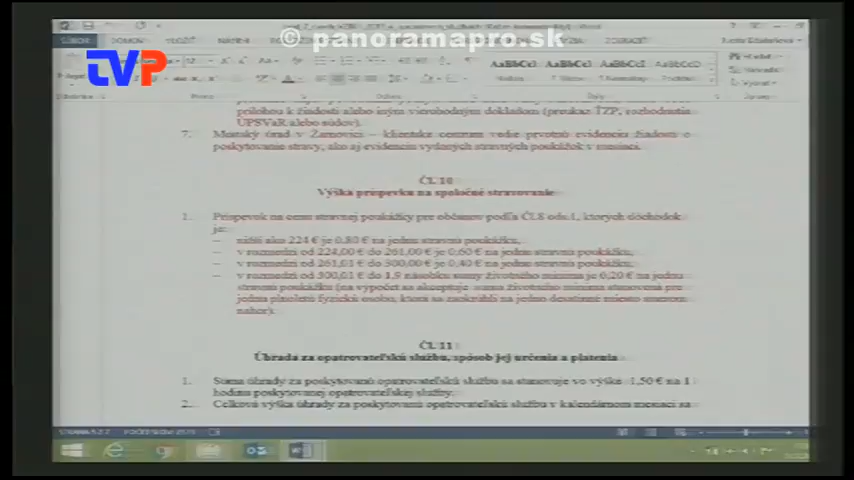 © panoramapro.sk
TVP
SÚBOR
AaBbCcI AaBbCcI AaBbCcI AaBbCcD
prílohou k žiadosti alebo iným vierohodným dokladom (preukaz ŤZP, rozhodnutia
ÚPSVaR alebo súdov).
7. Mestský úrad v Žarnovici – klientske centrum vedie prvotnú evidenciu žiadostí o
poskytovanie stravy, ako aj evidenciu vydaných stravných poukážok v mesiaci.
Čl. 10
Výška príspevku na spoločné stravovanie
1. Príspevok na cenu stravnej poukážky pre občanov podľa Čl.8 ods.1, ktorých dôchodok
je:
– nižší ako 224 € je 0,80 € na jednu stravnú poukážku,
– v rozmedzí od 224,00 € do 261,00 € je 0,60 € na jednu stravnú poukážku,
– v rozmedzí od 261,01 € do 300,00 € je 0,40 € na jednu stravnú poukážku,
– v rozmedzí od 300,01 € do 1,9 násobku sumy životného minima je 0,20 € na jednu
stravnú poukážku (na výpočet sa akceptuje suma životného minima stanovená pre
jednu plnoletú fyzickú osobu, ktorá sa zaokrúhli na jedno desatinné miesto smerom
nahor).
Čl. 11
Úhrada za opatrovateľskú službu, spôsob jej určenia a platenia
1. Suma úhrady za poskytovanú opatrovateľskú službu sa stanovuje vo výške 1,50 € na 1
hodinu poskytovanej opatrovateľskej služby.
2. Celková výška úhrady za poskytovanú opatrovateľskú službu v kalendárnom mesiaci sa